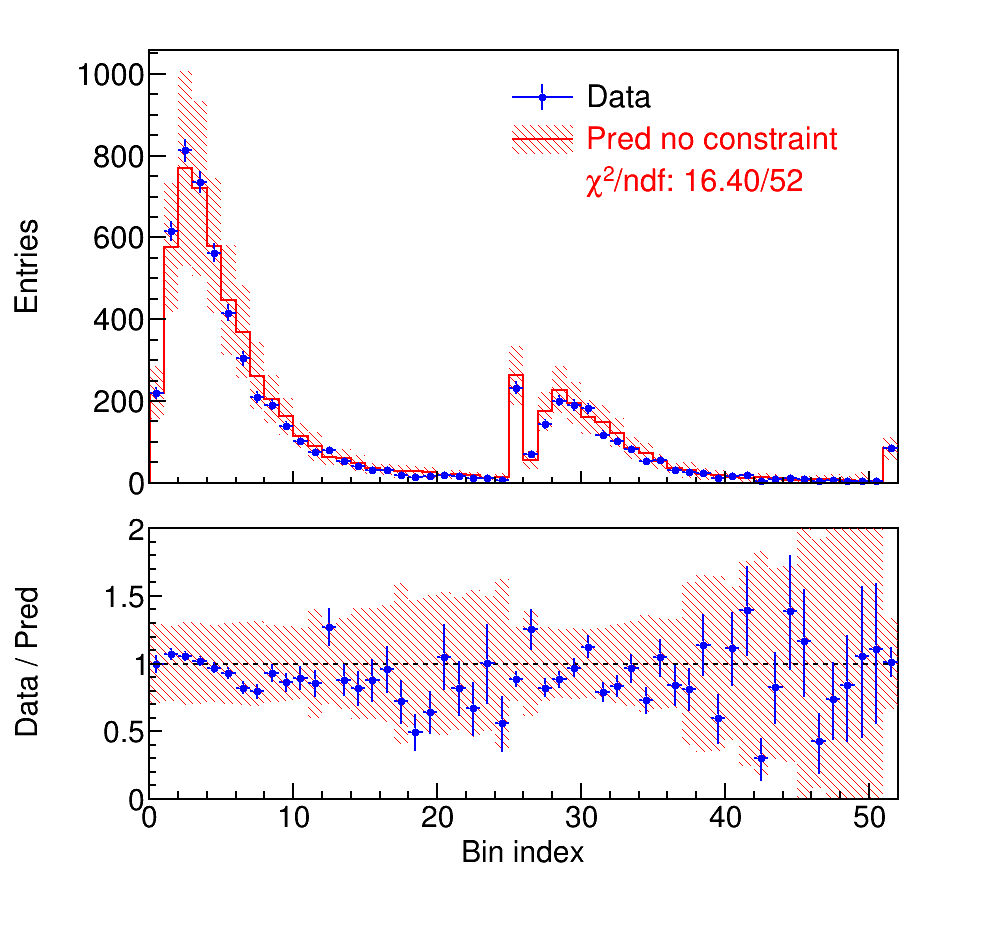 1000
800
600
400
200
0
Entries
Data
Pred no constraint
χ²/ndf: 16.40/52
2
1.5
1
0.5
0
Data / Pred
0 10 20 30 40 50
Bin index